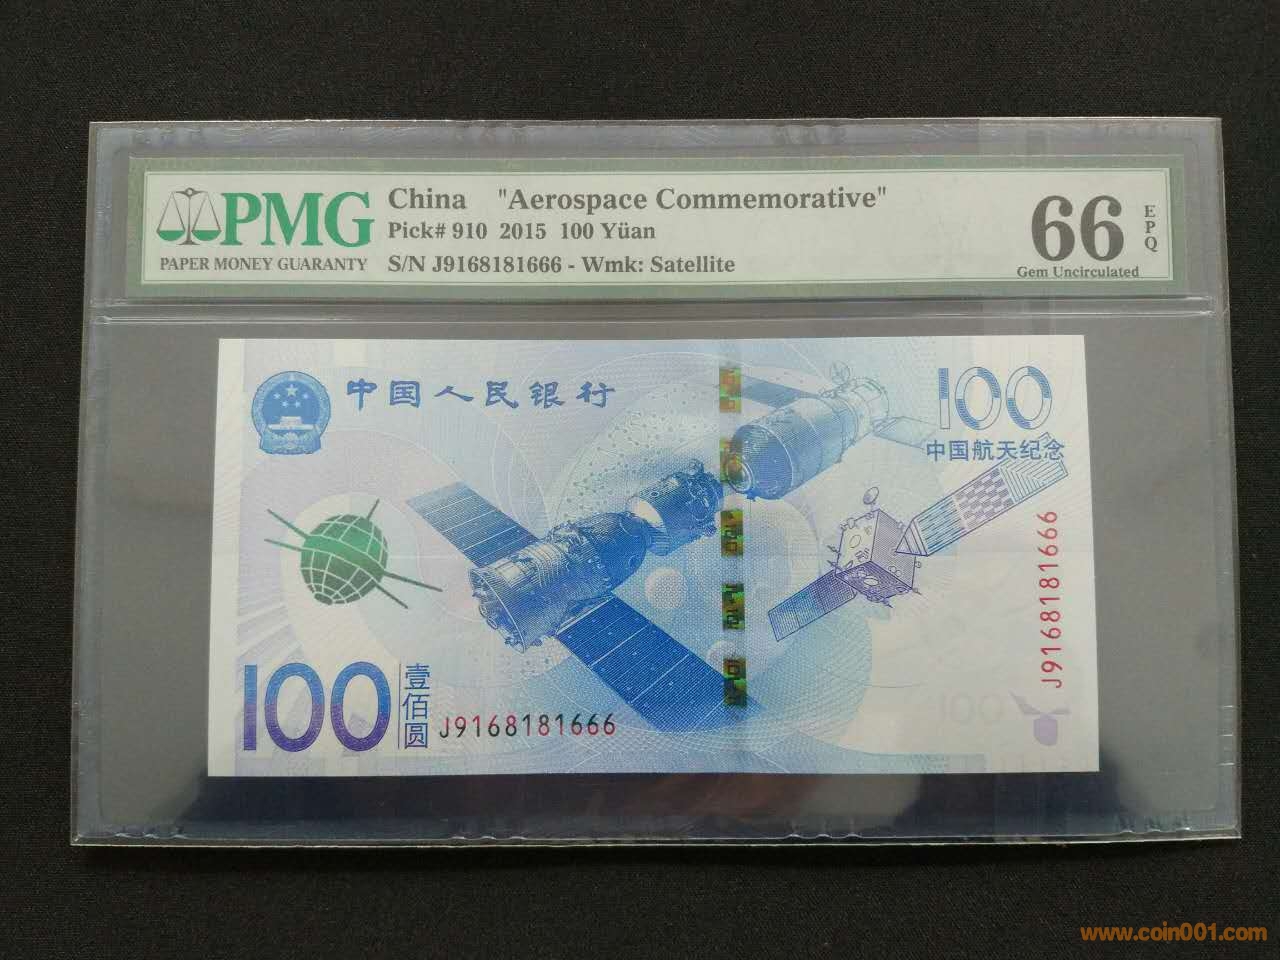 PMG
PAPER MONEY GUARANTY
China "Aerospace Commemorative"
Pick# 910 2015 100 Yüan
S/N J9168181666 - Wmk: Satellite
66
EPQ
Gem Uncirculated
中国人民银行
100
中国航天纪念
J9168181666
100
壹佰圆
J9168181666
100
www.coin001.com